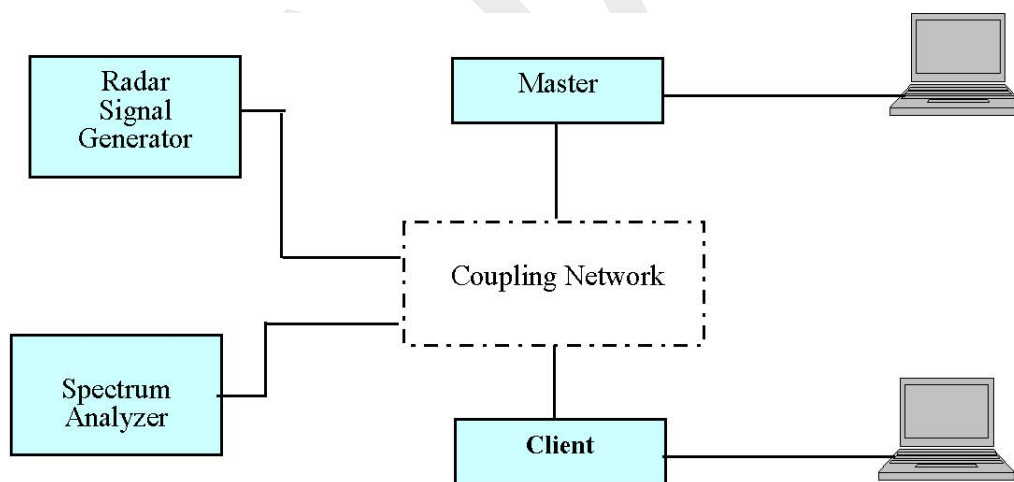 Radar
Signal
Generator
Master
Coupling Network
Spectrum
Analyzer
Client